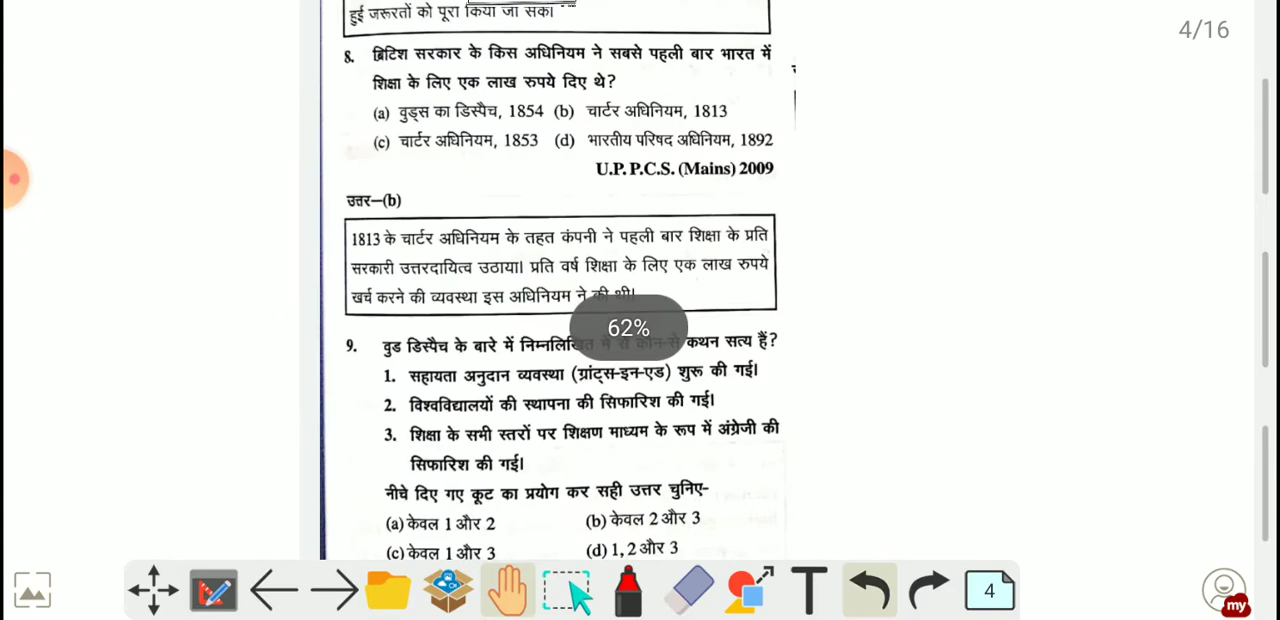 हुई जरूरतों को पूरा किया जा सके।
4/16
8. ब्रिटिश सरकार के किस अधिनियम ने सबसे पहली बार भारत में
शिक्षा के लिए एक लाख रुपये दिए थे?
(a) वुड्स का डिस्पैच, 1854 (b) चार्टर अधिनियम, 1813
(c) चार्टर अधिनियम, 1853 (d) भारतीय परिषद अधिनियम, 1892
U.P. P.C.S. (Mains) 2009
उत्तर—(b)
1813 के चार्टर अधिनियम के तहत कंपनी ने पहली बार शिक्षा के प्रति
सरकारी उत्तरदायित्व उठाया। प्रति वर्ष शिक्षा के लिए एक लाख रुपये
खर्च करने की व्यवस्था इस अधिनियम ने की थी।
62%
9. वुड डिस्पैच के बारे में निम्नलिखित में से कौन-से कथन सत्य हैं?
1. सहायता अनुदान व्यवस्था (ग्रांट्स-इन-एड) शुरू की गई।
2. विश्वविद्यालयों की स्थापना की सिफारिश की गई।
3. शिक्षा के सभी स्तरों पर शिक्षण माध्यम के रूप में अंग्रेजी की
सिफारिश की गई।
नीचे दिए गए कूट का प्रयोग कर सही उत्तर चुनिए-
(a) केवल 1 और 2 (b) केवल 2 और 3
(c) केवल 1 और 3 (d) 1, 2 और 3
T
4
my